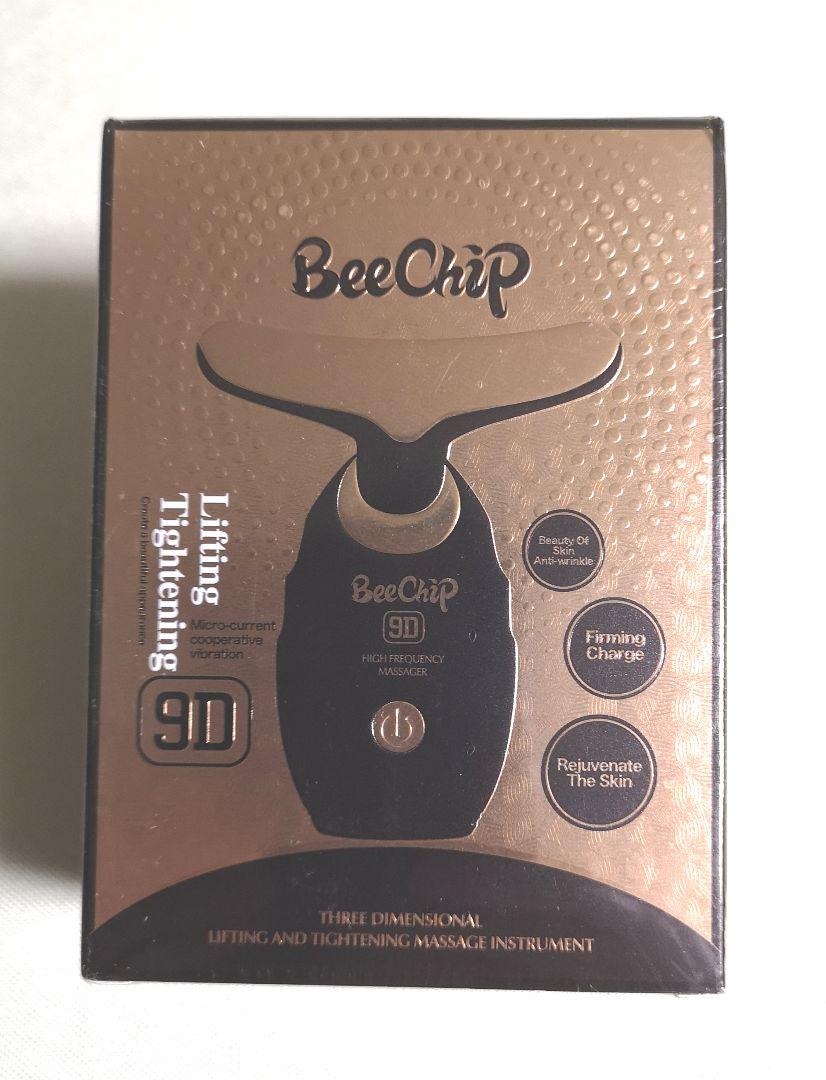 BeeChip
Lifting
Tightening
Micro-current
cooperative
vibration
9D
BeeChip
9D
HIGH FREQUENCY
MASSAGER
Beauty Of
Skin
Anti-wrinkle
Firming
Charge
Rejuvenate
The Skin
THREE DIMENSIONAL
LIFTING AND TIGHTENING MASSAGE INSTRUMENT